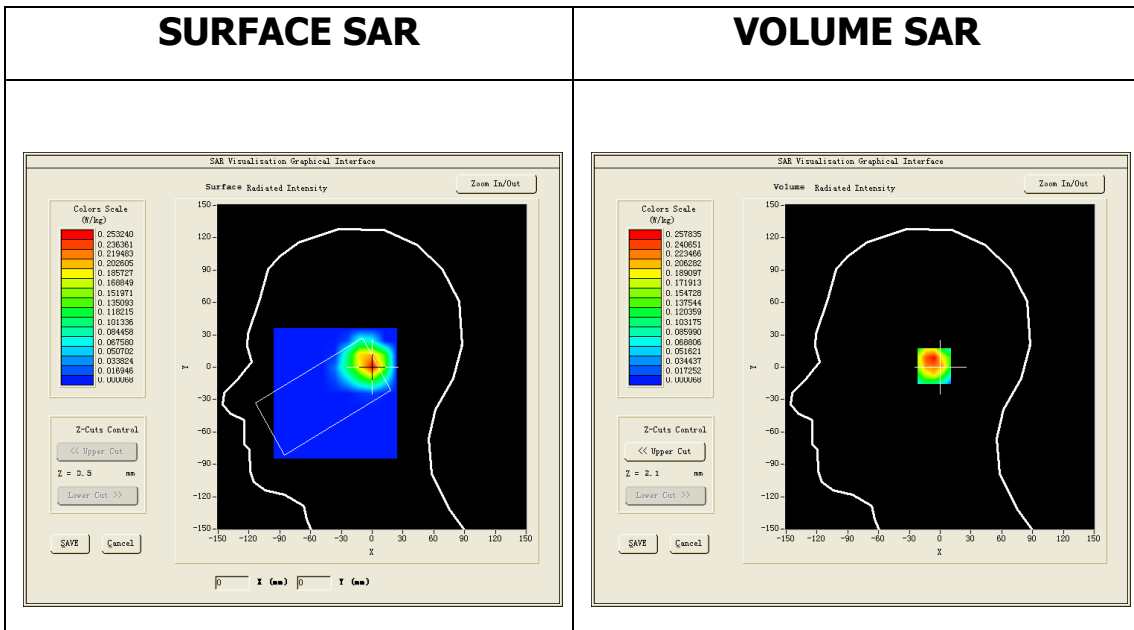 SURFACE SAR
SAR Visualisation Graphical Interface
Surface Radiated Intensity
Zoom In/Out
Colors Scale
(W/kg)
0.253240
0.236361
0.219483
0.202605
0.185727
0.168849
0.151971
0.135093
0.118215
0.101336
0.084458
0.067580
0.050702
0.033824
0.016946
0.000068
Z-Cuts Control
<< Upper Cut
Z = 3.5 mm
Lower Cut >>
SAVE Cancel
150
120
90
60
30
0
-30
-60
-90
-120
-150
Y
-150 -120 -90 -60 -30 0 30 60 90 120 150
X
0 X (mm) 0 Y (mm)
VOLUME SAR
SAR Visualisation Graphical Interface
Volume Radiated Intensity
Zoom In/Out
Colors Scale
(W/kg)
0.257835
0.240651
0.223466
0.206282
0.189097
0.171913
0.154728
0.137544
0.120359
0.103175
0.085990
0.068806
0.051621
0.034437
0.017252
0.000068
Z-Cuts Control
<< Upper Cut
Z = 2.1 mm
Lower Cut >>
SAVE Cancel
150
120
90
60
30
0
-30
-60
-90
-120
-150
Y
-150 -120 -90 -60 -30 0 30 60 90 120 150
X